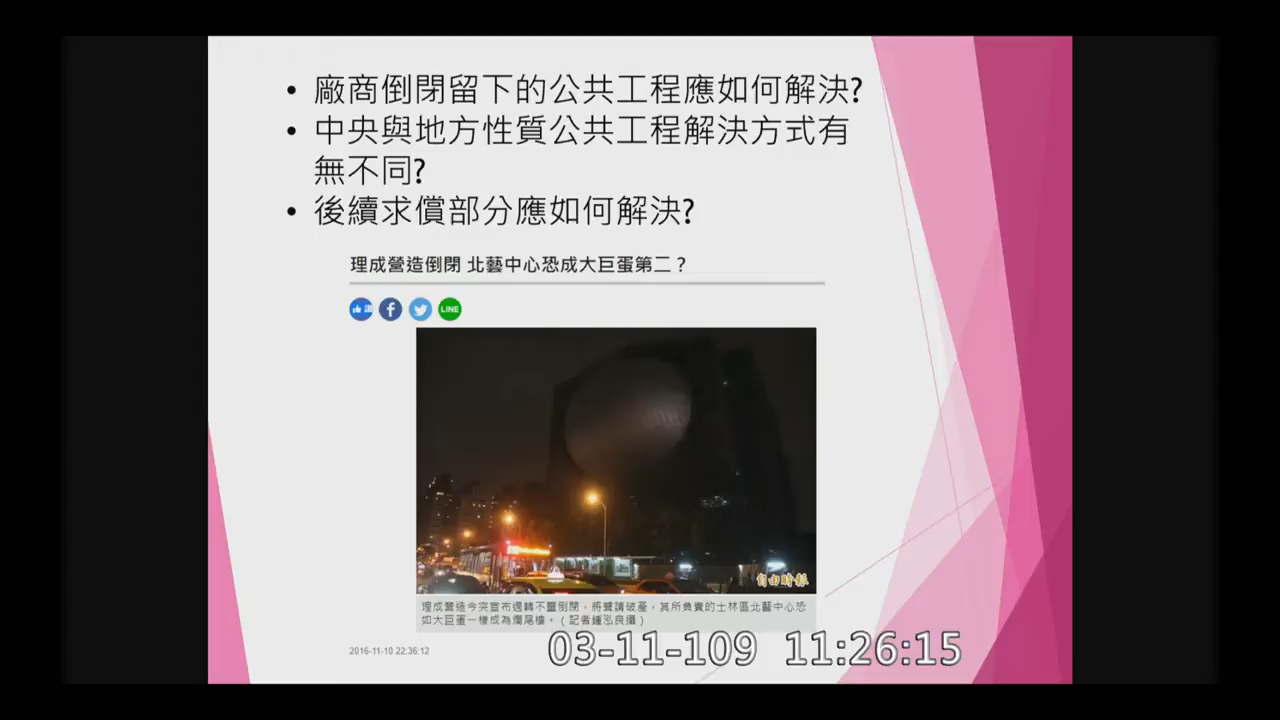 • 廠商倒閉留下的公共工程應如何解決?
• 中央與地方性質公共工程解決方式有
無不同?
• 後續求償部分應如何解決?
理成營造倒閉 北藝中心恐成大巨蛋第二？
讚
LINE
自由時報
理成營造今突宣布週轉不靈倒閉，將聲請破產，其所負責的士林區北藝中心恐
如大巨蛋一樣成為爛尾樓。（記者鍾泓良攝）
2016-11-10 22:36:12
03-11-109 11:26:15